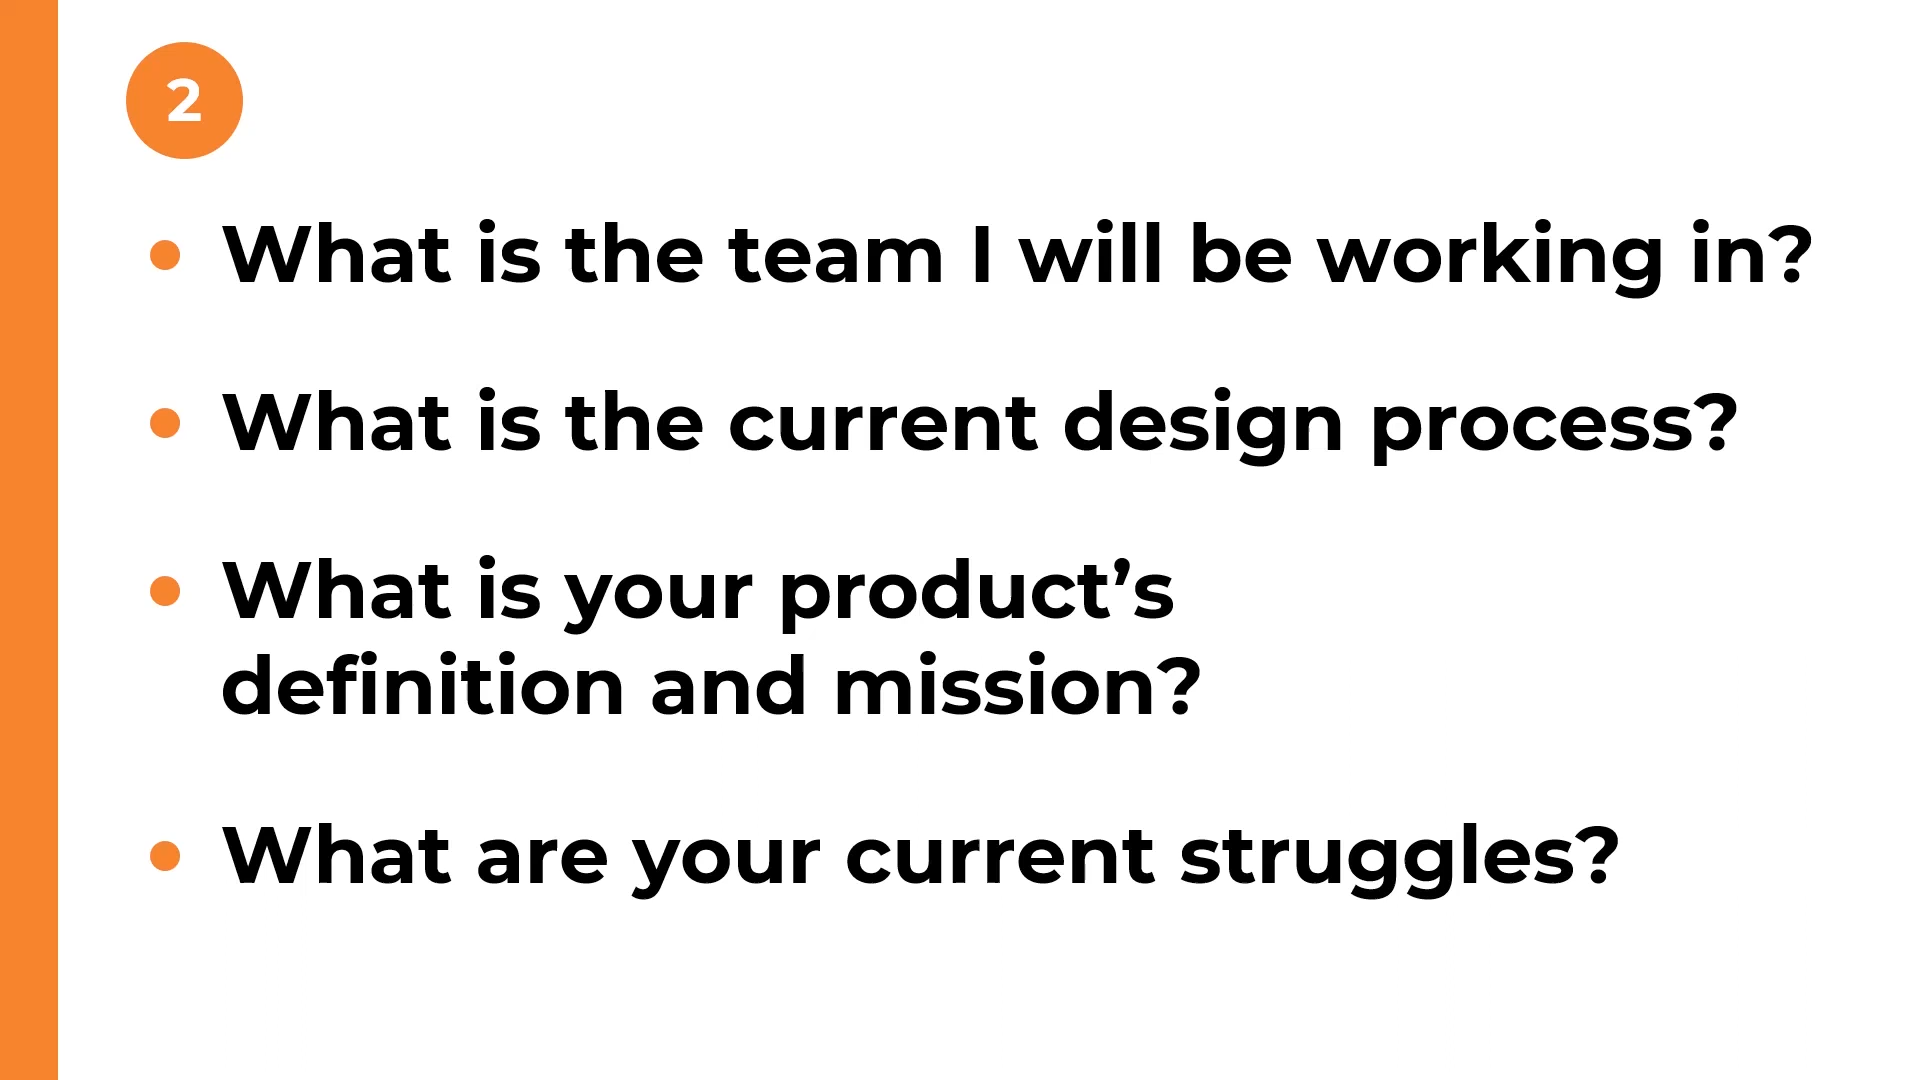 2
• What is the team I will be working in?
• What is the current design process?
• What is your product’s
definition and mission?
• What are your current struggles?